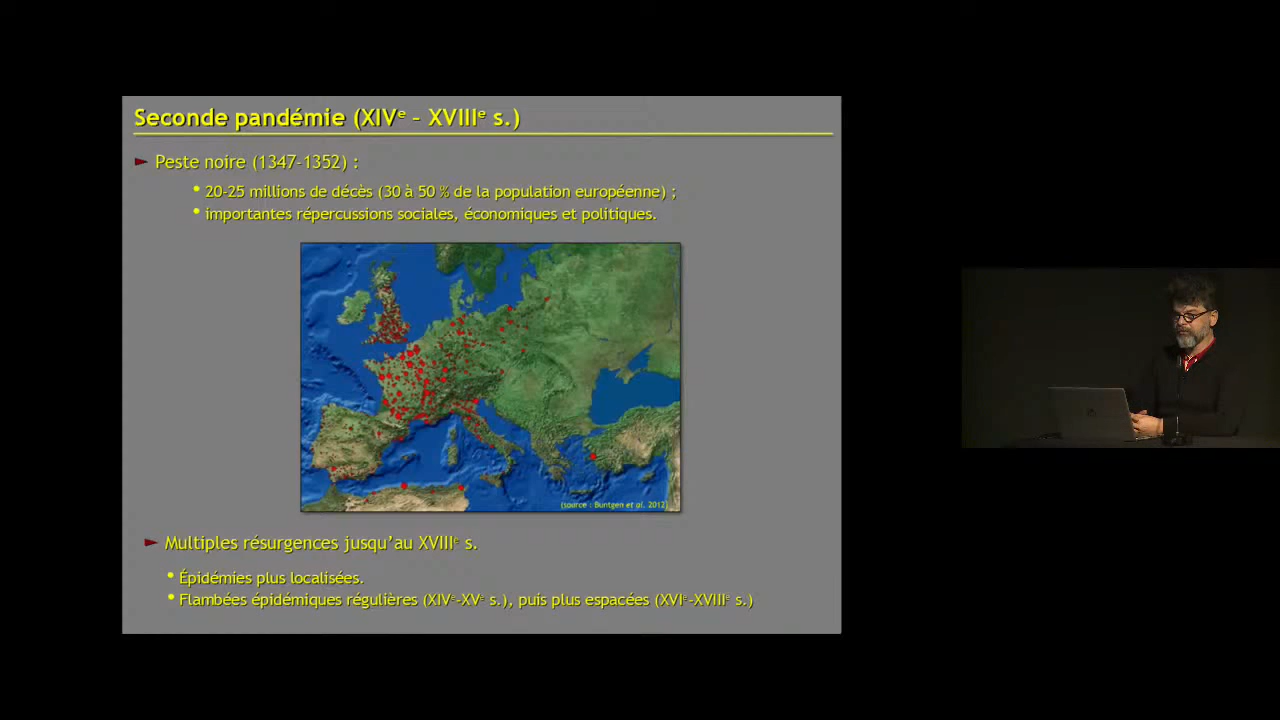 Seconde pandémie (XIVᵉ - XVIIIᵉ s.)
Peste noire (1347-1352) :
20-25 millions de décès (30 à 50 % de la population européenne) ;
importantes répercussions sociales, économiques et politiques.
(source : Buntgen et al. 2012)
Multiples résurgences jusqu'au XVIIIᵉ s.
Épidémies plus localisées.
Flambées épidémiques régulières (XIVᵉ-XVᵉ s.), puis plus espacées (XVIᵉ-XVIIIᵉ s.)